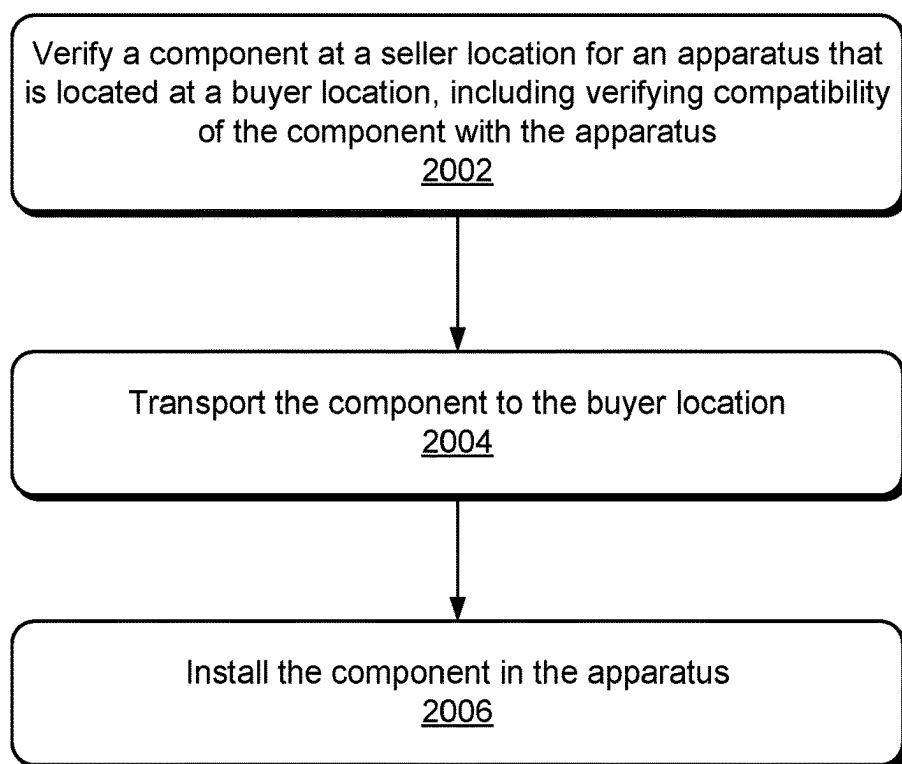 Verify a component at a seller location for an apparatus that
is located at a buyer location, including verifying compatibility
of the component with the apparatus
2002
Transport the component to the buyer location
2004
Install the component in the apparatus
2006